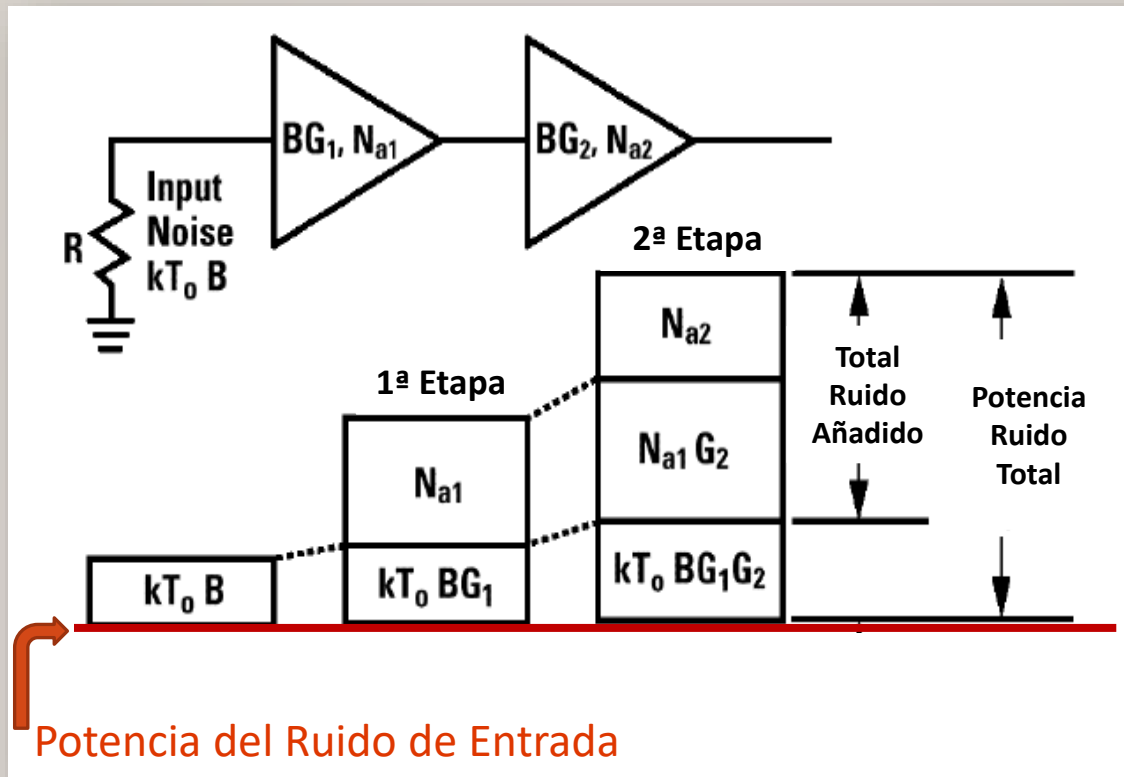 BG₁, Nₐ₁
BG₂, Nₐ₂
Input
Noise
kTₒ B
R
2ª Etapa
Nₐ₂
1ª Etapa
Total
Ruido
Añadido
Potencia
Ruido
Total
Nₐ₁ G₂
Nₐ₁
kTₒ B
kTₒ BG₁
kTₒ BG₁G₂
Potencia del Ruido de Entrada